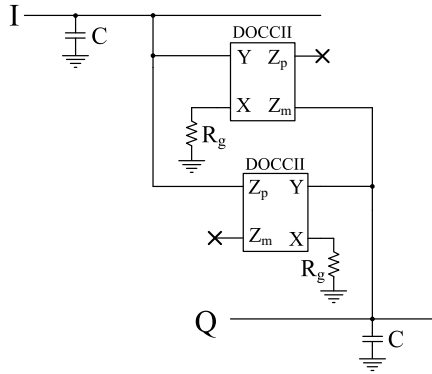 I
C
DOCCII
Y Zp
X Zm
Rg
DOCCII
Zp Y
Zm X
Rg
Q
C